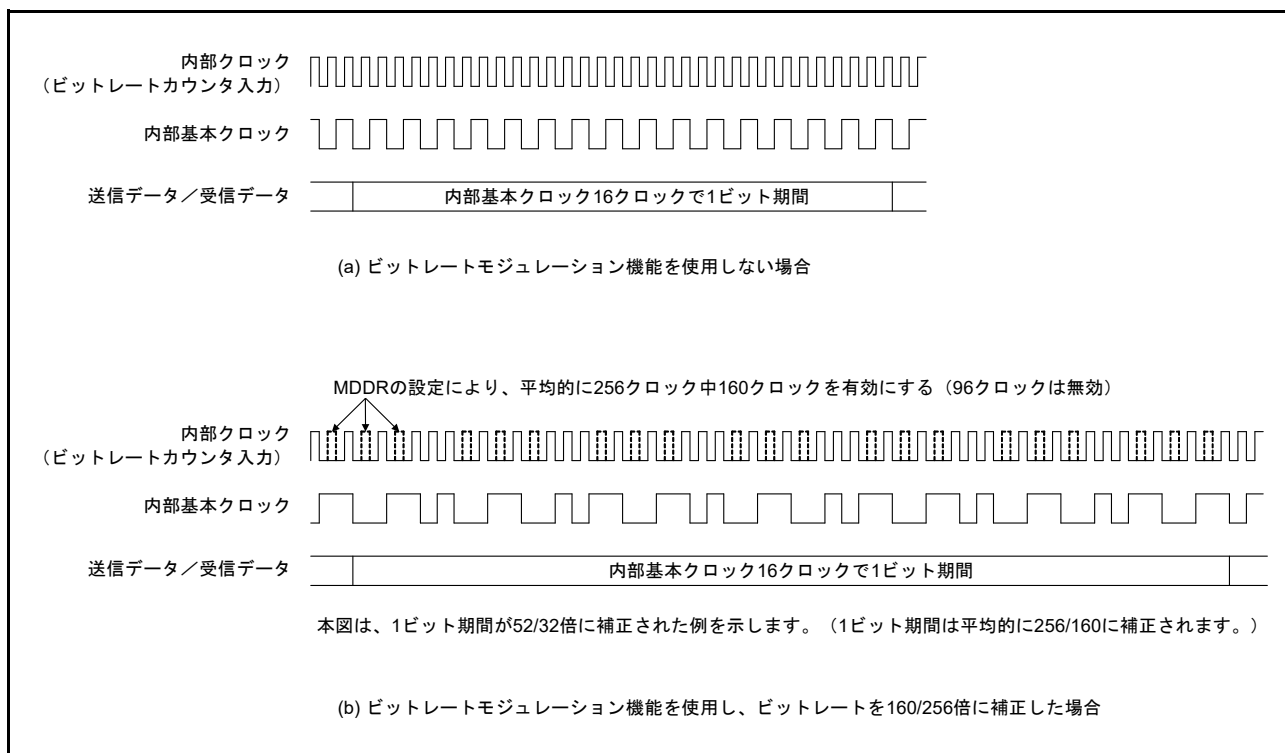 内部クロック
（ビットレートカウンタ入力）
内部基本クロック
送信データ／受信データ
内部基本クロック16クロックで1ビット期間
(a) ビットレートモジュレーション機能を使用しない場合
MDDRの設定により、平均的に256クロック中160クロックを有効にする（96クロックは無効）
内部クロック
（ビットレートカウンタ入力）
内部基本クロック
送信データ／受信データ
内部基本クロック16クロックで1ビット期間
本図は、1ビット期間が52/32倍に補正された例を示します。（1ビット期間は平均的に256/160に補正されます。）
(b) ビットレートモジュレーション機能を使用し、ビットレートを160/256倍に補正した場合